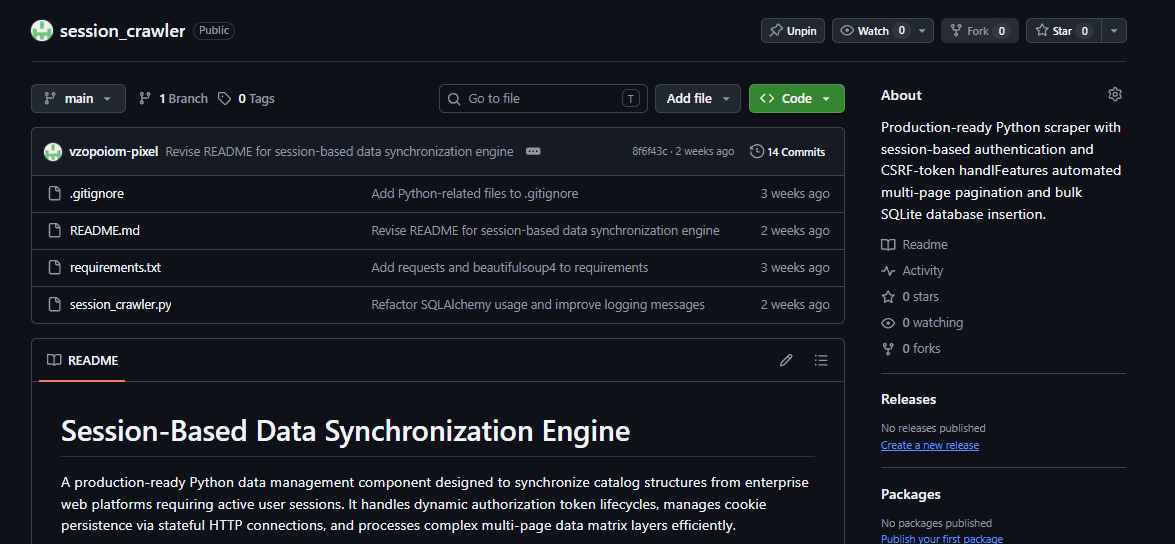 session_crawler Public
Unpin Watch 0 Fork 0 Star 0
main 1 Branch 0 Tags Go to file T Add file Code
vzopoiom-pixel Revise README for session-based data synchronization engine 8f6f43c · 2 weeks ago 14 Commits
.gitignore Add Python-related files to .gitignore 3 weeks ago
README.md Revise README for session-based data synchronization engine 2 weeks ago
requirements.txt Add requests and beautifulsoup4 to requirements 3 weeks ago
session_crawler.py Refactor SQLAlchemy usage and improve logging messages 2 weeks ago
README
Session-Based Data Synchronization Engine
A production-ready Python data management component designed to synchronize catalog structures from enterprise
web platforms requiring active user sessions. It handles dynamic authorization token lifecycles, manages cookie
persistence via stateful HTTP connections, and processes complex multi-page data matrix layers efficiently.
About
Production-ready Python scraper with
session-based authentication and
CSRF-token handlFeatures automated
multi-page pagination and bulk
SQLite database insertion.
Readme
Activity
0 stars
0 watching
0 forks
Releases
No releases published
Create a new release
Packages
No packages published
Publish your first package